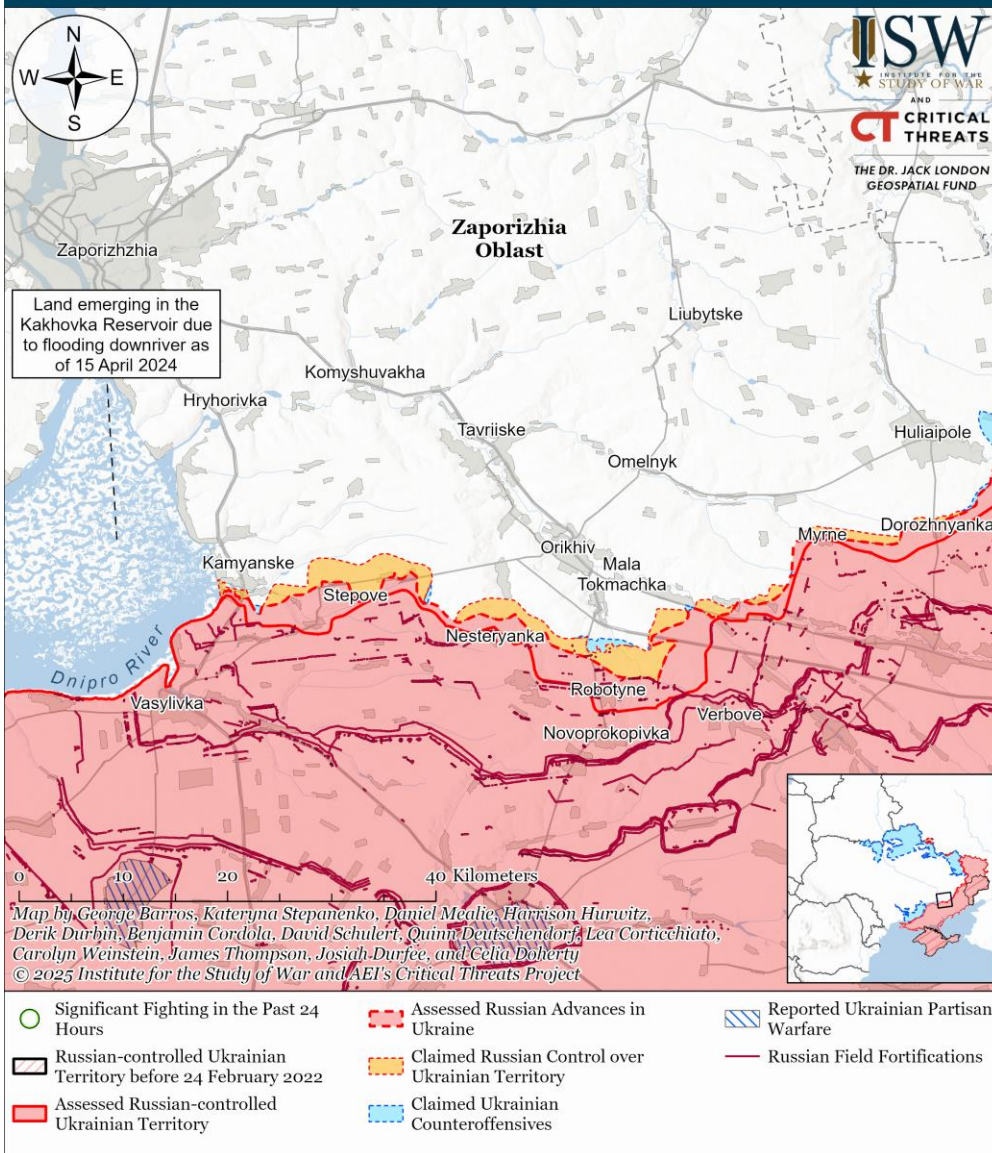 N
W
E
S
ISW
INSTITUTE FOR THE
STUDY OF WAR
AND
CT CRITICAL
THREATS
THE DR. JACK LONDON
GEOSPATIAL FUND
Zaporizhia
Oblast
Zaporizhzhia
Land emerging in the
Kakhovka Reservoir due
to flooding downriver as
of 15 April 2024
Liubytske
Komyshuvakha
Hryhorivka
Tavriiske
Huliaipole
Omelnyk
Dorozhnyanka
Myrne
Orikhiv
Kamyanske
Mala
Tokmachka
Stepove
Nesteryanka
Dnipro River
Robotyne
Vasylivka
Verbove
Novoprokopivka
0 10 20 40 Kilometers
Map by George Barros, Kateryna Stepanenko, Daniel Mealie, Harrison Hurwitz,
Derik Durbin, Benjamin Cordola, David Schulert, Quinn Deutschendorf, Lea Corticchiato,
Carolyn Weinstein, James Thompson, Josiah Durfee, and Celia Doherty
© 2025 Institute for the Study of War and AEI's Critical Threats Project
Significant Fighting in the Past 24
Hours
Russian-controlled Ukrainian
Territory before 24 February 2022
Assessed Russian-controlled
Ukrainian Territory
Assessed Russian Advances in
Ukraine
Claimed Russian Control over
Ukrainian Territory
Claimed Ukrainian
Counteroffensives
Reported Ukrainian Partisan
Warfare
Russian Field Fortifications